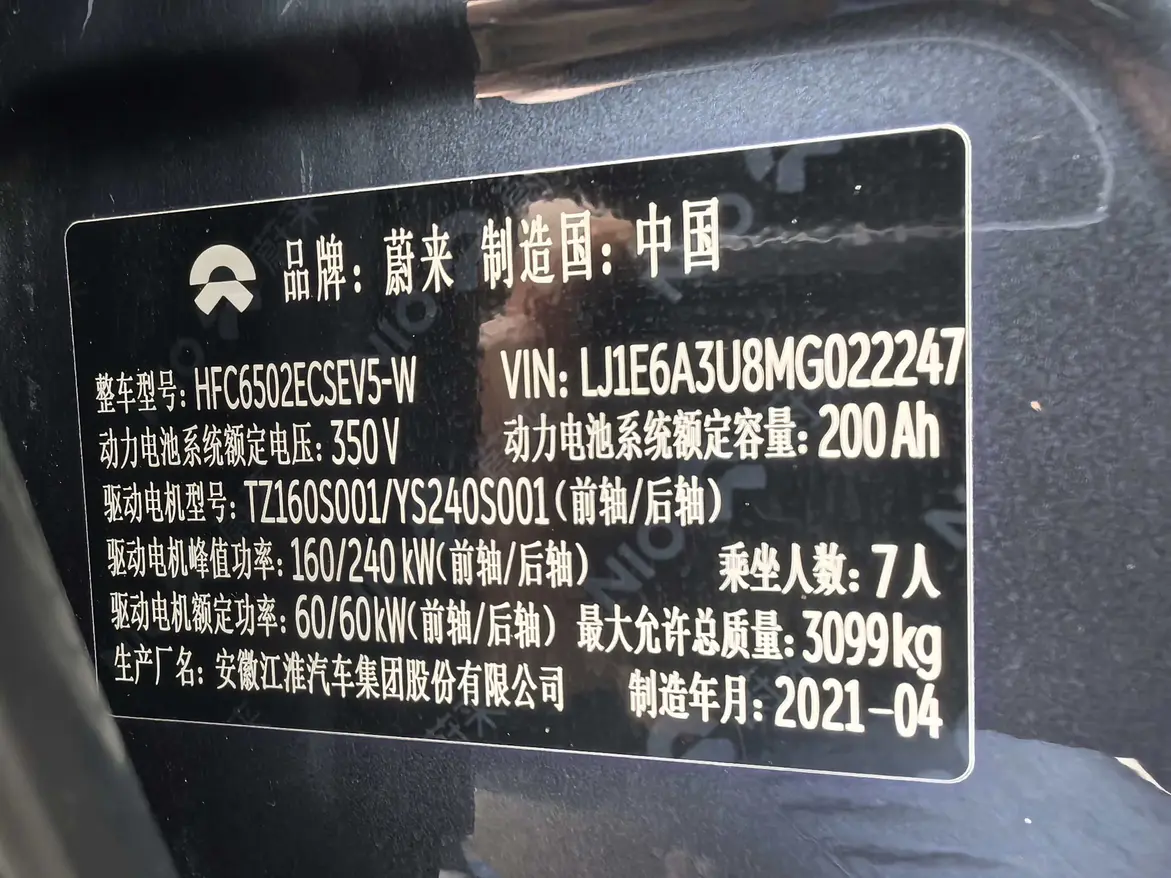 品牌：蔚来 制造国：中国
整车型号：HFC6502ECSEV5-W VIN：LJ1E6A3U8MG022247
动力电池系统额定电压：350V 动力电池系统额定容量：200Ah
驱动电机型号：TZ160S001/YS240S001（前轴/后轴）
驱动电机峰值功率：160/240kW（前轴/后轴） 乘坐人数：7人
驱动电机额定功率：60/60kW（前轴/后轴） 最大允许总质量：3099kg
生产厂名：安徽江淮汽车集团股份有限公司 制造年月：2021-04